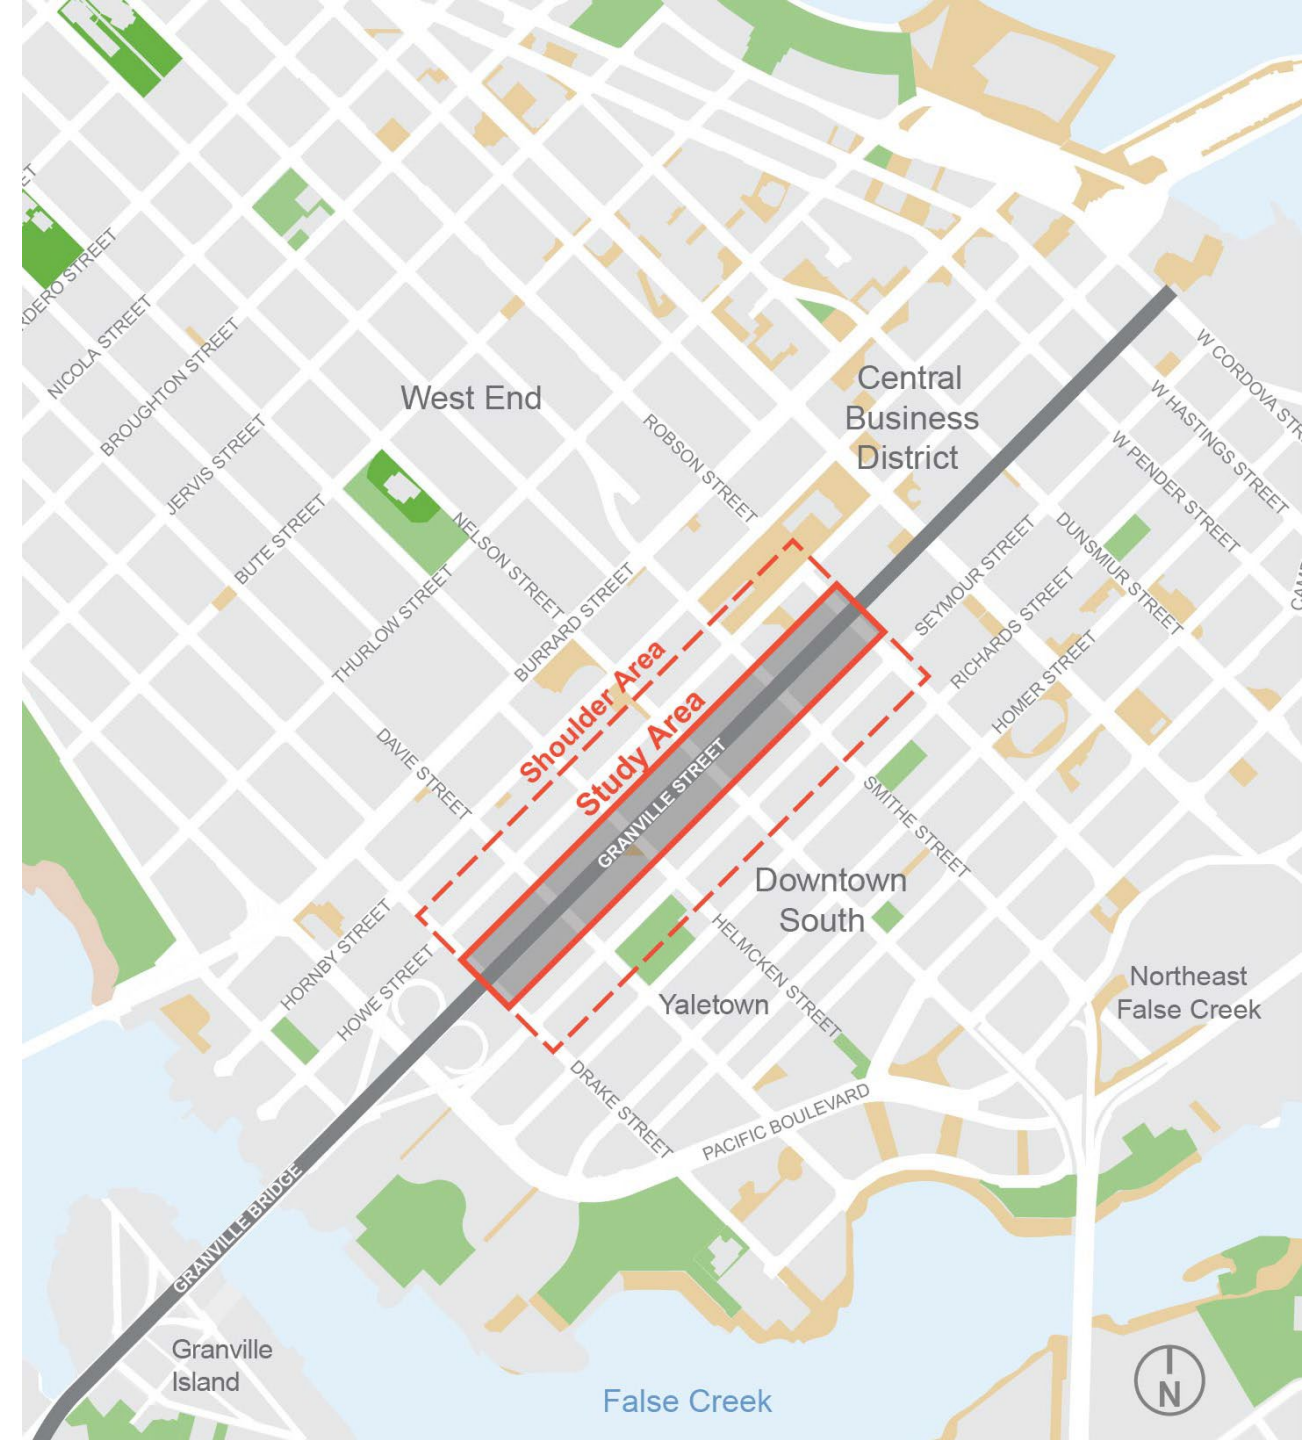 RDERO STREET
NICOLA STREET
BROUGHTON STREET
JERVIS STREET
BUTE STREET
THURLOW STREET
BURRARD STREET
West End
Central
Business
District
ROBSON STREET
NELSON STREET
DAVIE STREET
W HASTINGS STREET
W PENDER STREET
DUNSMUIR STREET
SEYMOUR STREET
RICHARDS STREET
HOMER STREET
SMITHE STREET
HELMCKEN STREET
Shoulder Area
Study Area
GRANVILLE STREET
Downtown
South
Yaletown
Northeast
False Creek
HORNBY STREET
HOWE STREET
DRAKE STREET
PACIFIC BOULEVARD
GRANVILLE BRIDGE
Granville
Island
False Creek
N